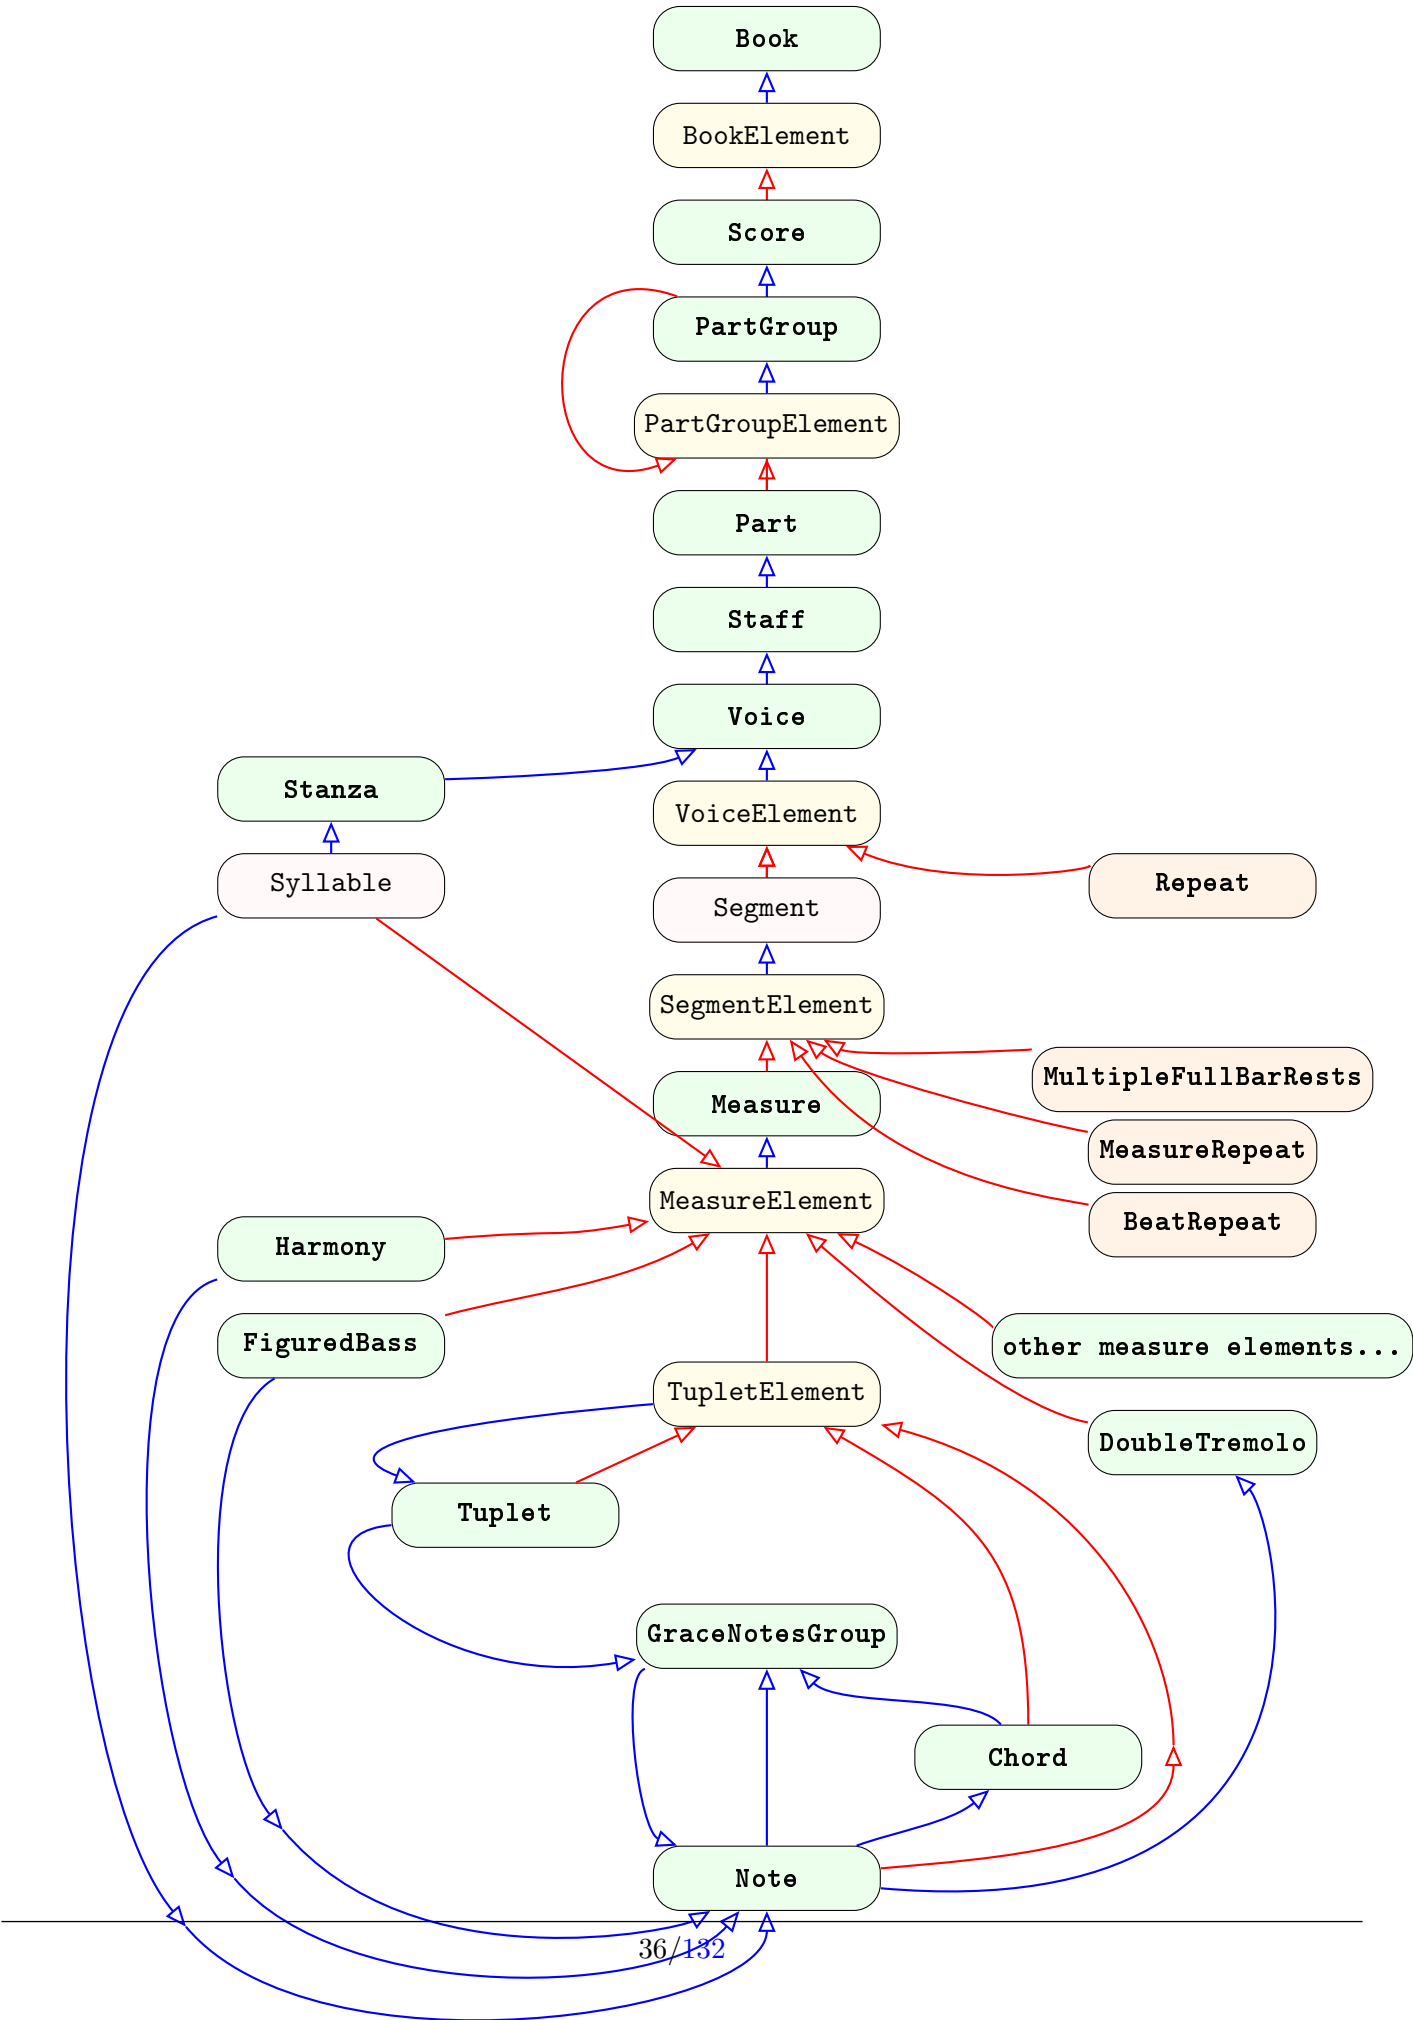 Book
BookElement
Score
PartGroup
PartGroupElement
Part
Staff
Voice
Stanza
VoiceElement
Syllable
Repeat
Segment
SegmentElement
MultipleFullBarRests
Measure
MeasureRepeat
MeasureElement
BeatRepeat
Harmony
FiguredBass
other measure elements...
TupletElement
DoubleTremolo
Tuplet
GraceNotesGroup
Chord
Note
36/132